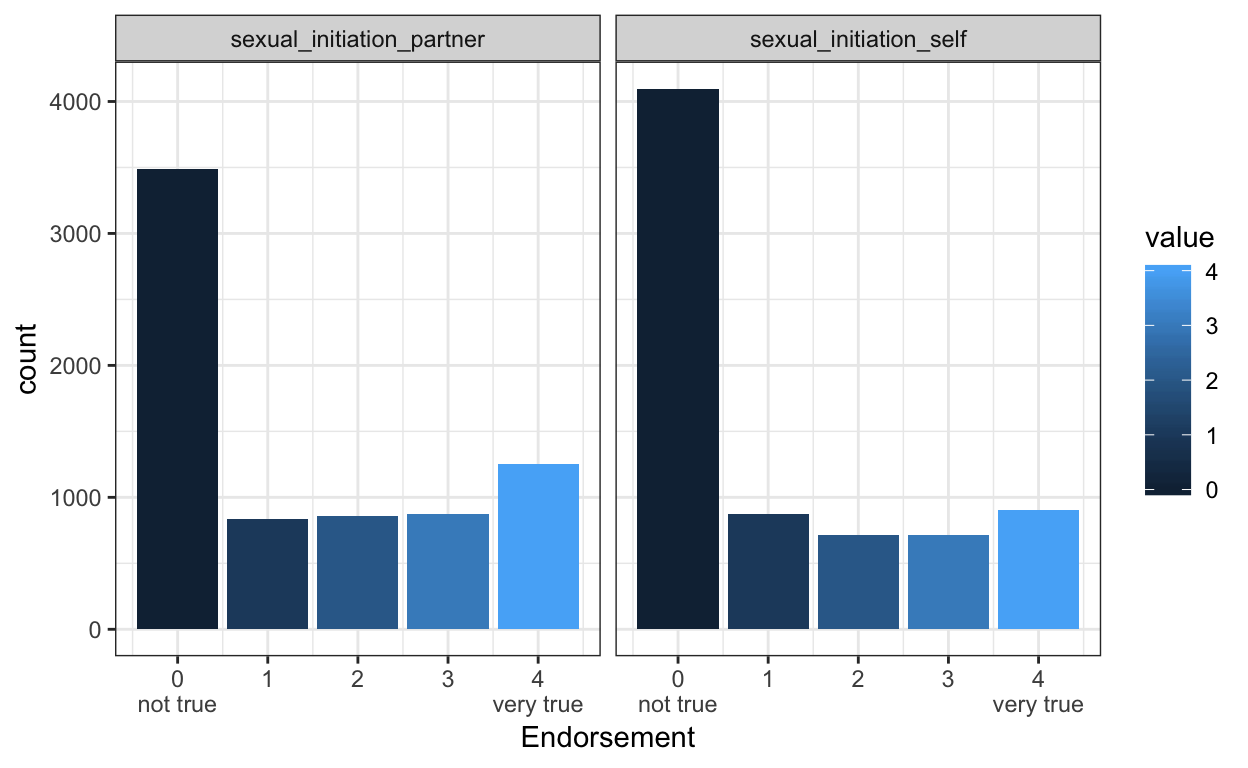 sexual_initiation_partner
sexual_initiation_self
4000
3000
2000
1000
0
count
0 1 2 3 4
not true very true
0 1 2 3 4
not true very true
Endorsement
value
4
3
2
1
0